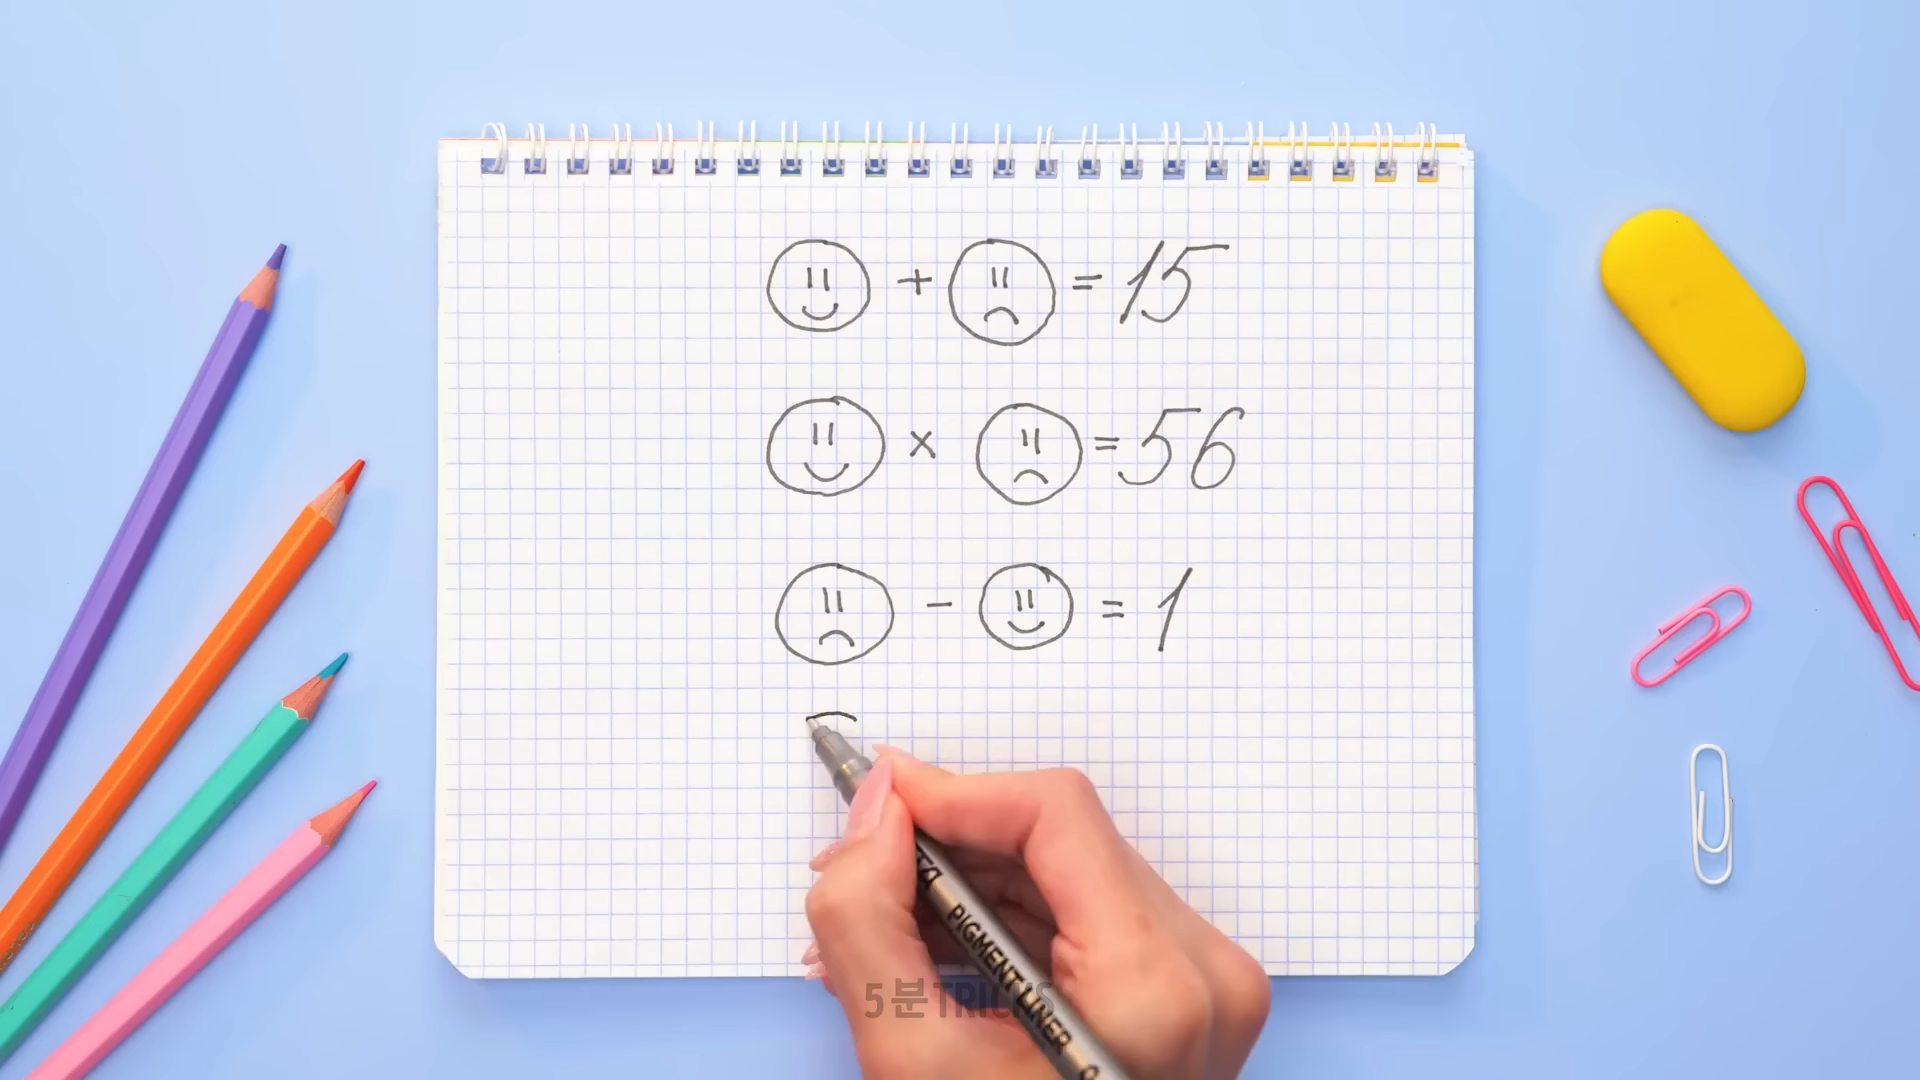 + = 15
x = 56
- = 1
PIGMENT LINER
5분TRICKS